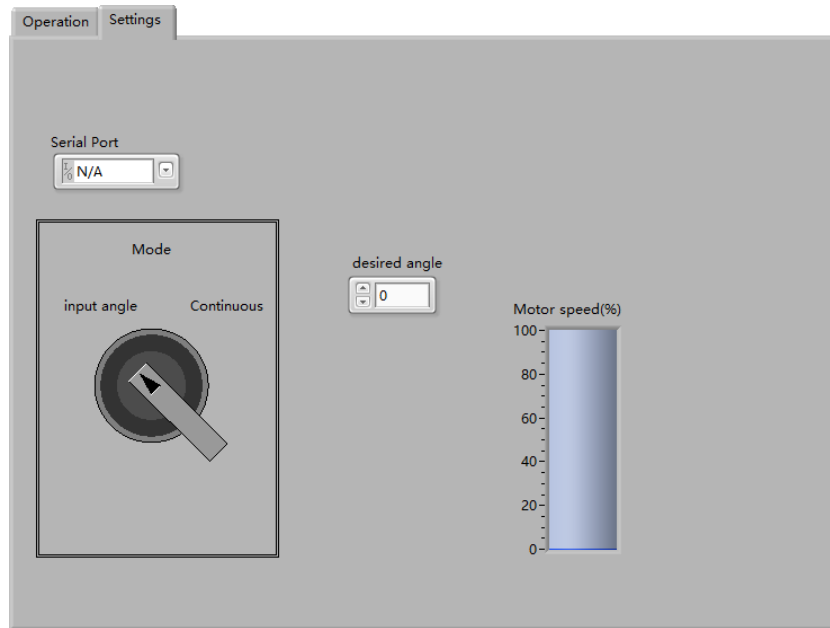 Operation
Settings
Serial Port
I/O N/A
Mode
input angle
Continuous
desired angle
0
Motor speed(%)
100
80
60
40
20
0